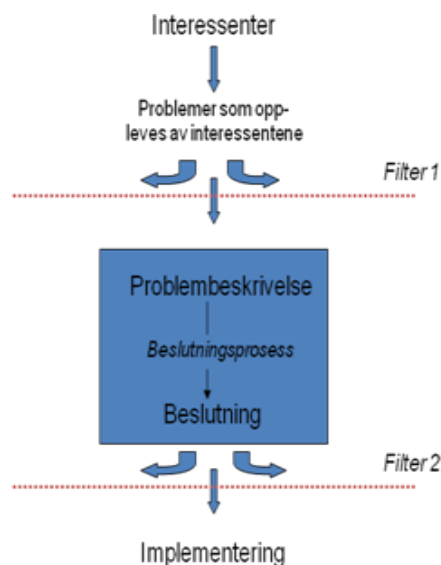 Interessenter
Problemer som opp-
leves av interessentene
Filter 1
Problembeskrivelse
Beslutningsprosess
Beslutning
Filter 2
Implementering